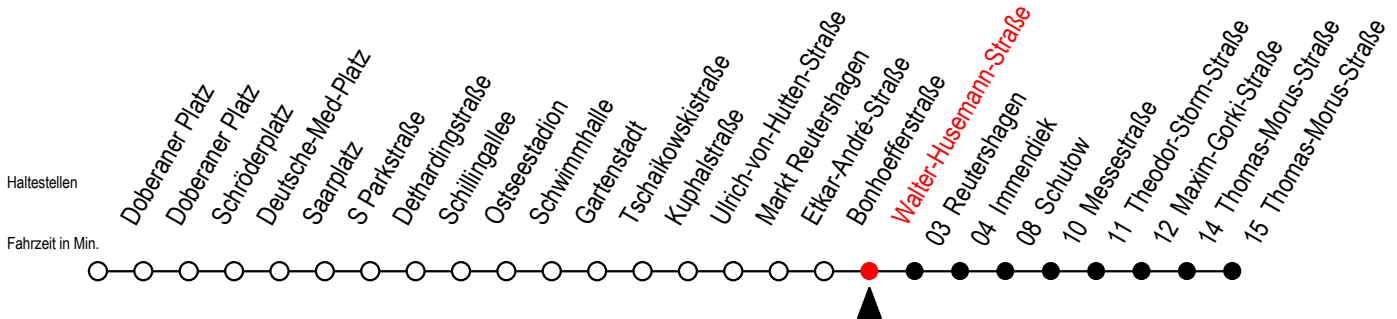 Haltestellen
Fahrzeit in Min.
Doberaner Platz
Doberaner Platz
Schröderplatz
Deutsche-Med-Platz
Saarplatz
S Parkstraße
Dethardingstraße
Schillingallee
Ostseestadion
Schwimmhalle
Gartenstadt
Tschaikowskistraße
Kuphalstraße
Ulrich-von-Hutten-Straße
Markt Reutershagen
Etkar-André-Straße
Bonhoefferstraße
Walter-Husemann-Straße
03 Reutershagen
04 Immendiek
08 Schutow
10 Messestraße
11 Theodor-Storm-Straße
12 Maxim-Gorki-Straße
14 Thomas-Morus-Straße
15 Thomas-Morus-Straße